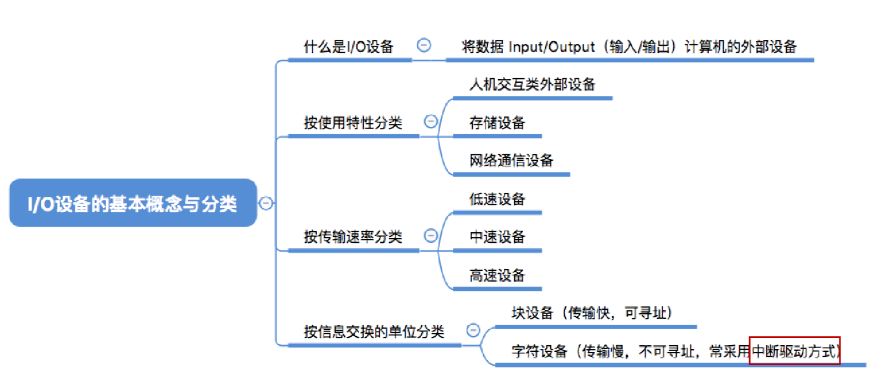 什么是I/O设备
将数据 Input/Output（输入/输出）计算机的外部设备
按使用特性分类
人机交互类外部设备
存储设备
网络通信设备
I/O设备的基本概念与分类
按传输速率分类
低速设备
中速设备
高速设备
按信息交换的单位分类
块设备（传输快，可寻址）
字符设备（传输慢，不可寻址，常采用中断驱动方式）